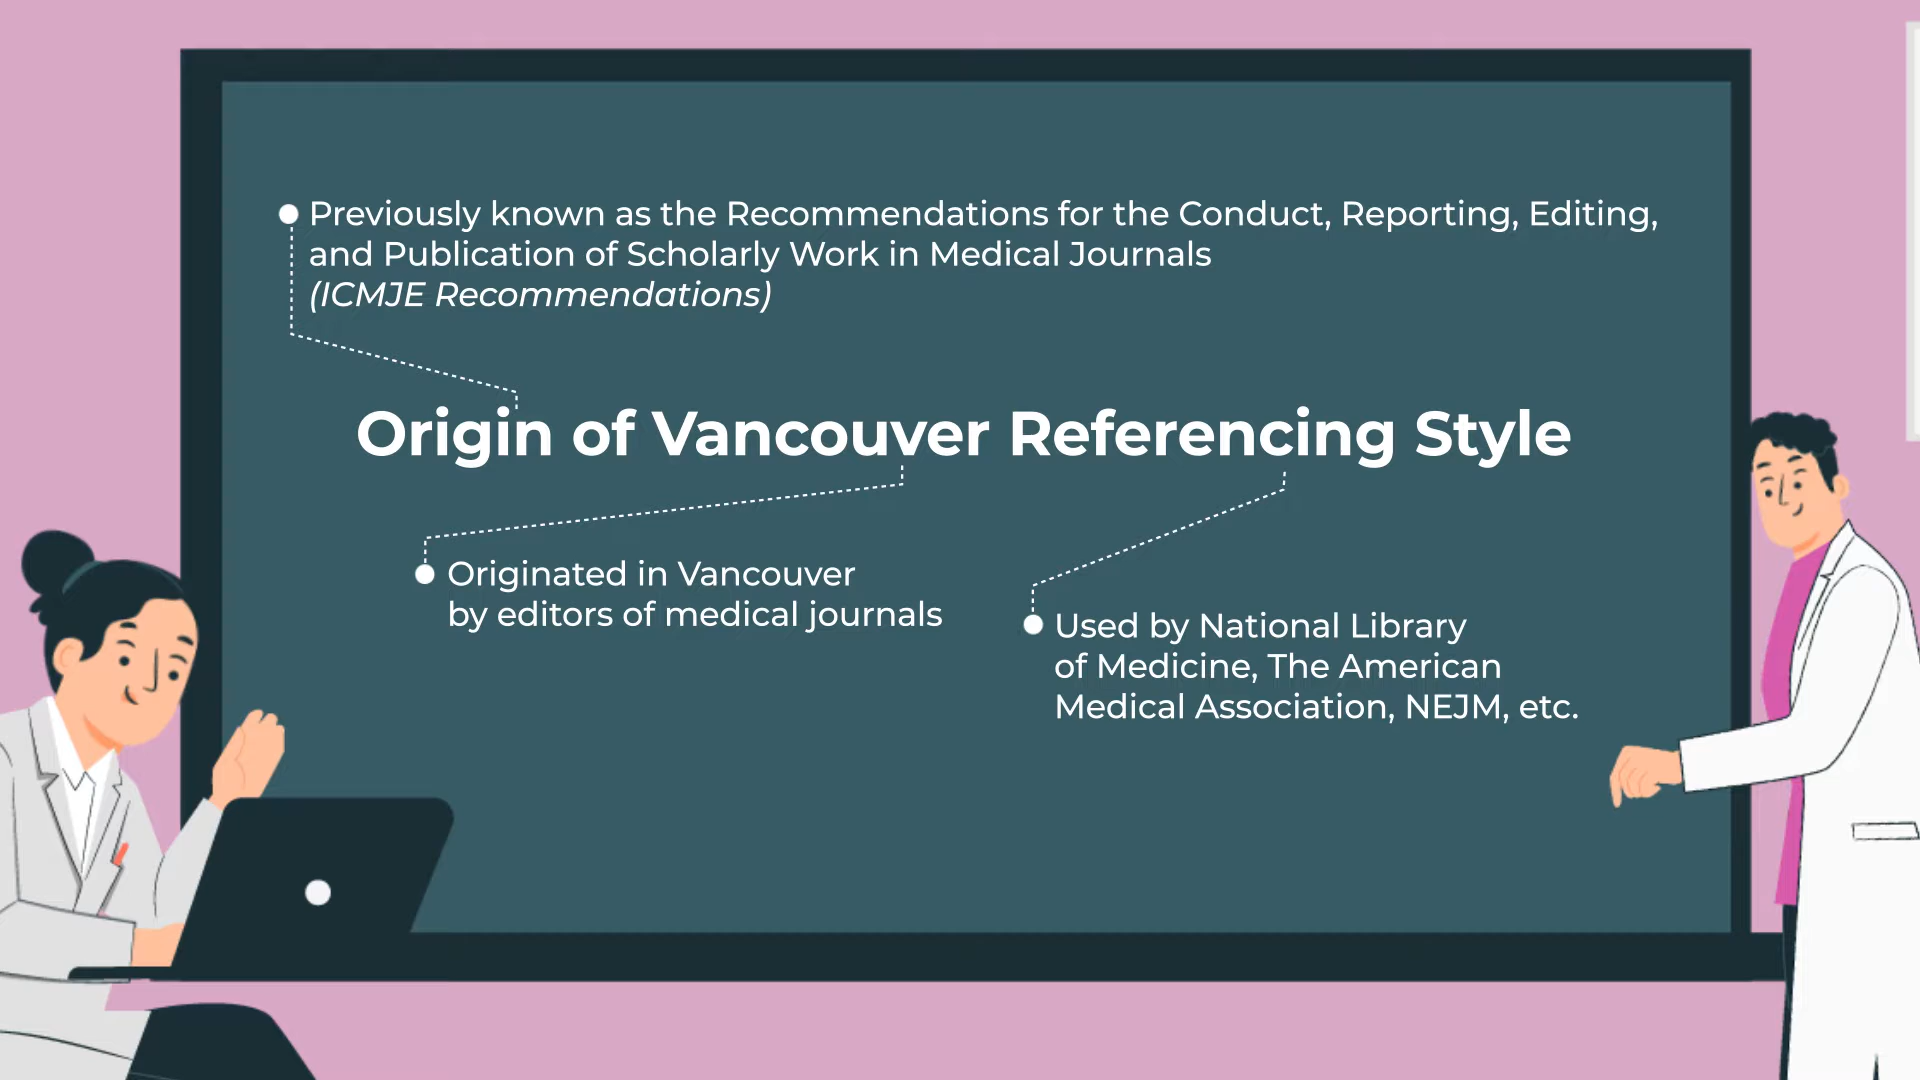 Previously known as the Recommendations for the Conduct, Reporting, Editing,
and Publication of Scholarly Work in Medical Journals
(ICMJE Recommendations)
Origin of Vancouver Referencing Style
Originated in Vancouver
by editors of medical journals
Used by National Library
of Medicine, The American
Medical Association, NEJM, etc.